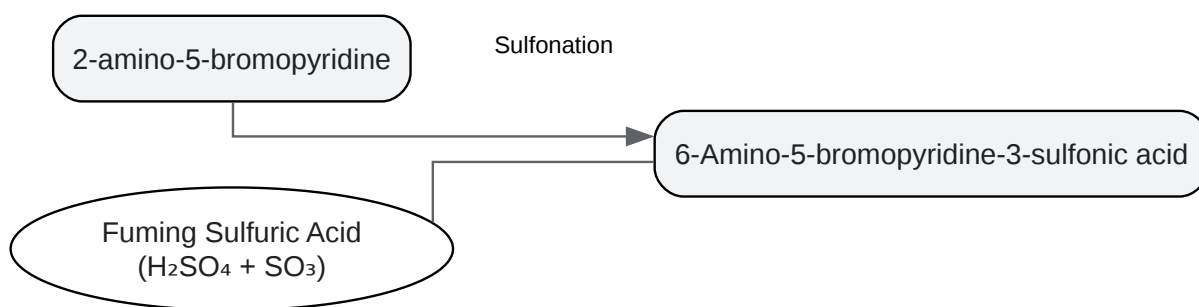 2-amino-5-bromopyridine
Sulfonation
6-Amino-5-bromopyridine-3-sulfonic acid
Fuming Sulfuric Acid
(H₂SO₄ + SO₃)